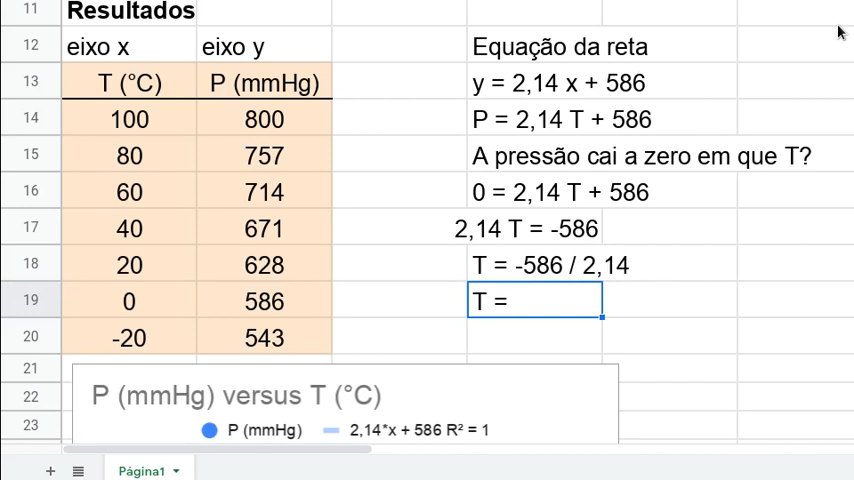 11 Resultados
12 eixo x eixo y Equação da reta
13 T (°C) P (mmHg) y = 2,14 x + 586
14 100 800 P = 2,14 T + 586
15 80 757 A pressão cai a zero em que T?
16 60 714 0 = 2,14 T + 586
17 40 671 2,14 T = -586
18 20 628 T = -586 / 2,14
19 0 586 T =
20 -20 543
21
22 P (mmHg) versus T (°C)
23 P (mmHg) 2,14*x + 586 R² = 1
+ Página1